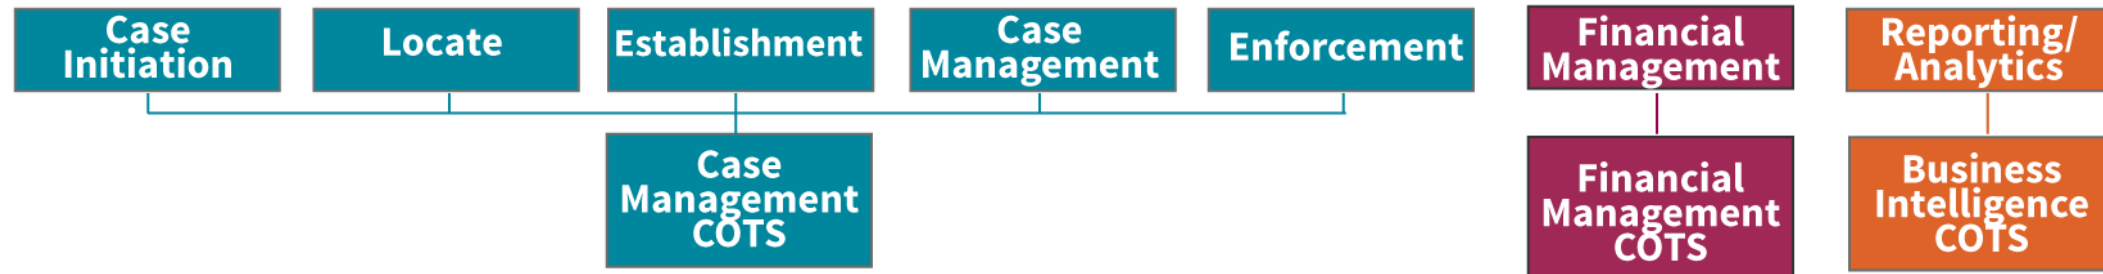 Case
Initiation
Locate
Establishment
Case
Management
Enforcement
Financial
Management
Reporting/
Analytics
Case
Management
COTS
Financial
Management
COTS
Business
Intelligence
COTS